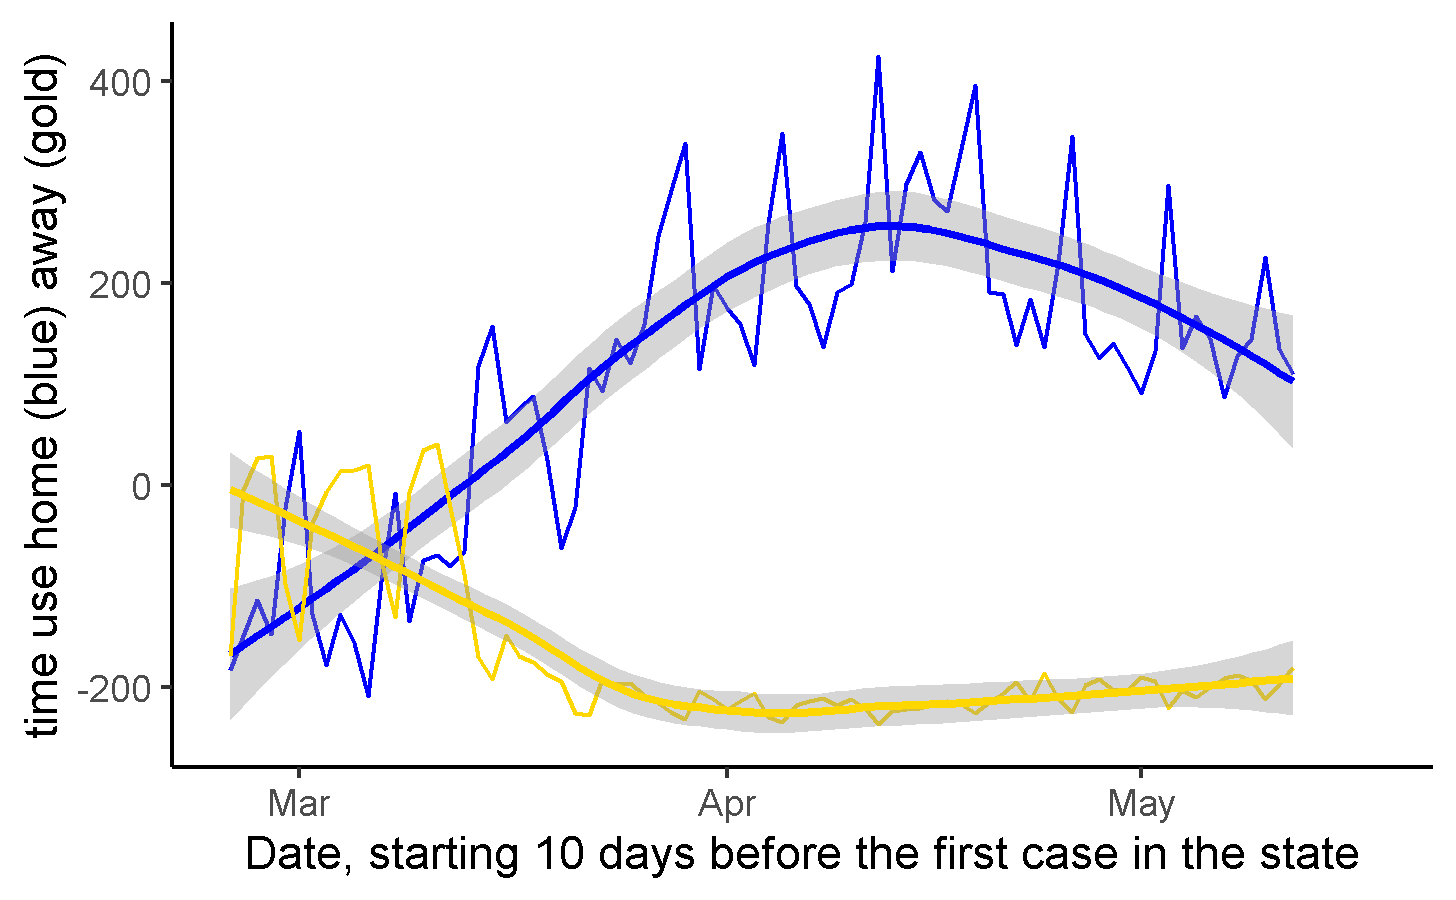 time use home (blue) away (gold)
400
200
0
-200
Mar Apr May
Date, starting 10 days before the first case in the state